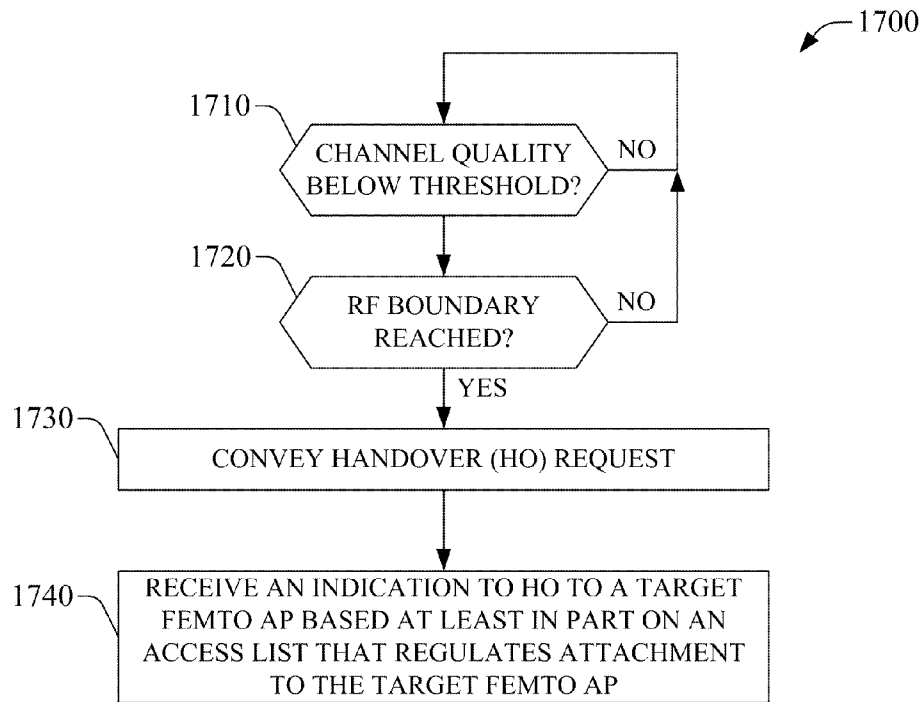 1700
1710
CHANNEL QUALITY
BELOW THRESHOLD?
NO
1720
RF BOUNDARY
REACHED?
NO
YES
1730
CONVEY HANDOVER (HO) REQUEST
1740
RECEIVE AN INDICATION TO HO TO A TARGET
FEMTO AP BASED AT LEAST IN PART ON AN
ACCESS LIST THAT REGULATES ATTACHMENT
TO THE TARGET FEMTO AP